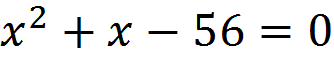 x² + x − 56 = 0